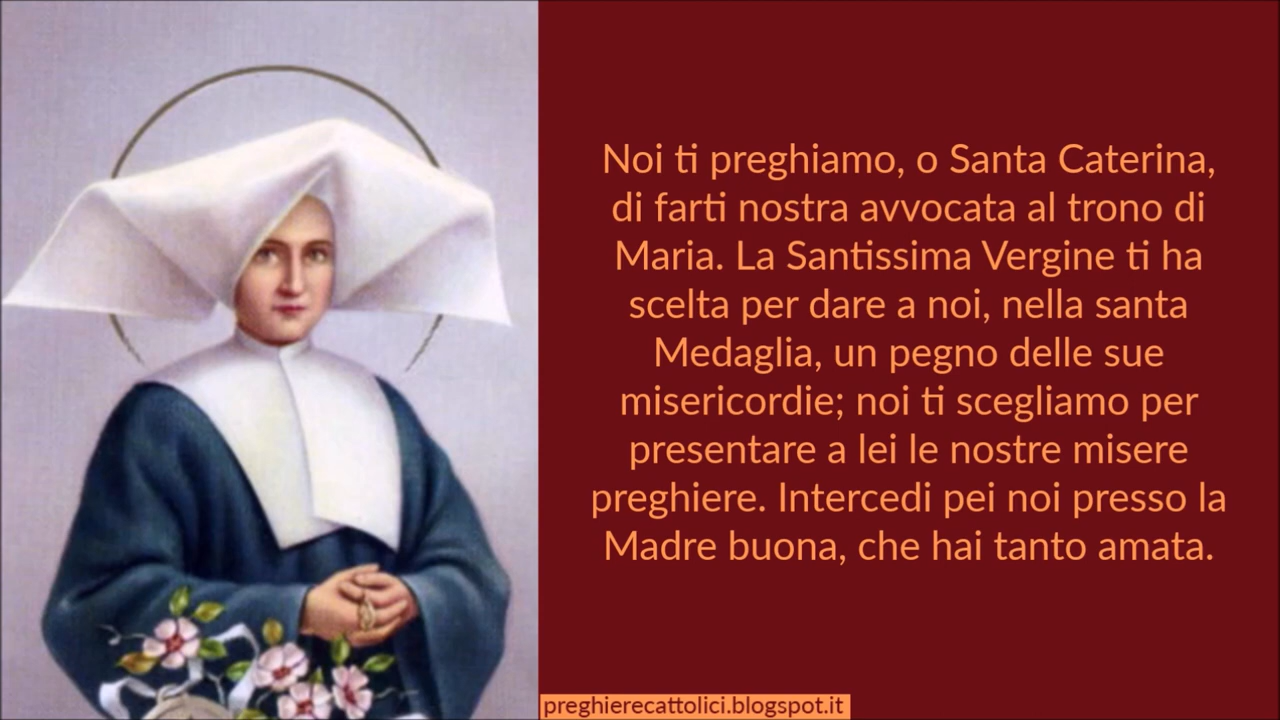 Noi ti preghiamo, o Santa Caterina,
di farti nostra avvocata al trono di
Maria. La Santissima Vergine ti ha
scelta per dare a noi, nella santa
Medaglia, un pegno delle sue
misericordie; noi ti scegliamo per
presentare a lei le nostre misere
preghiere. Intercedi pei noi presso la
Madre buona, che hai tanto amata.
preghierecattolici.blogspot.it